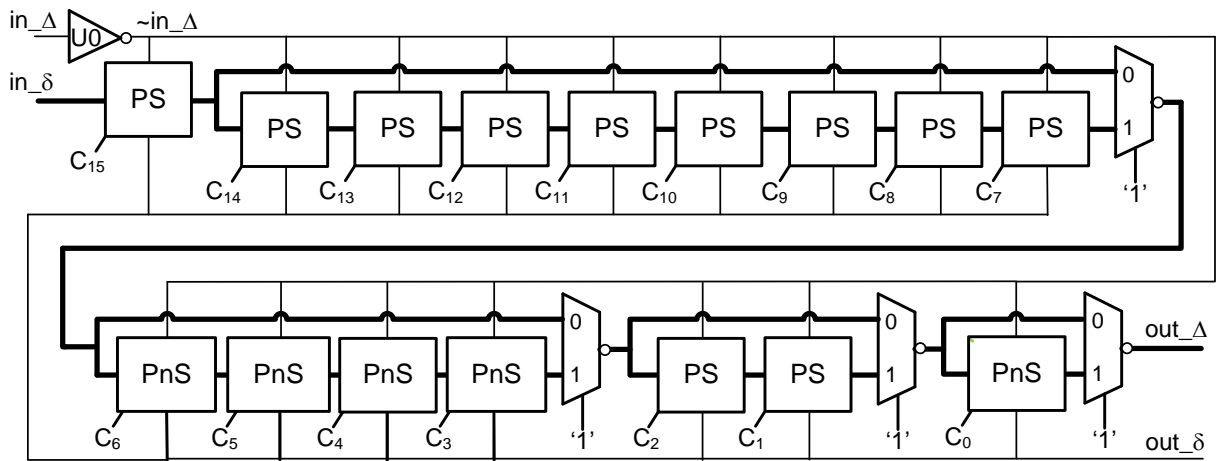 in_Δ
U0
~in_Δ
in_δ
PS
0
PS PS PS PS PS PS PS PS
1
C15
C14 C13 C12 C11 C10 C9 C8 C7
‘1’
0 0 0
out_Δ
PnS PnS PnS PnS PS PS PnS
1 1 1
C6 C5 C4 C3 ‘1’ C2 C1 ‘1’ C0 ‘1’
out_δ